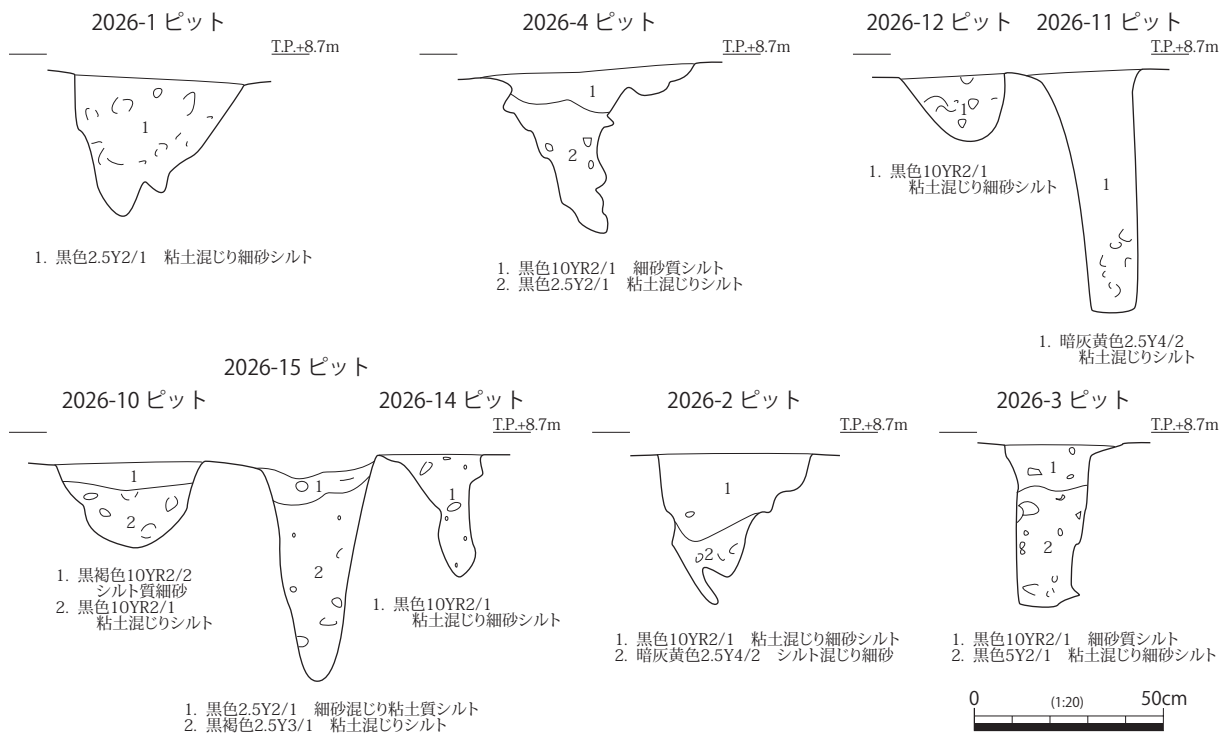 2026-1 ピット
T.P.+8.7m
1
1. 黒色2.5Y2/1 粘土混じり細砂シルト
2026-4 ピット
1
2
1. 黒色10YR2/1 細砂質シルト
2. 黒色2.5Y2/1 粘土混じりシルト
2026-12 ピット 2026-11 ピット
T.P.+8.7m
1
1. 黒色10YR2/1
粘土混じり細砂シルト
1
1. 暗灰黄色2.5Y4/2
粘土混じりシルト
2026-15 ピット
2026-10 ピット
2026-14 ピット
T.P.+8.7m
1
2
1. 黒褐色10YR2/2
シルト質細砂
2. 黒色10YR2/1
粘土混じりシルト
1
2
1. 黒色2.5Y2/1 細砂混じり粘土質シルト
2. 黒褐色2.5Y3/1 粘土混じりシルト
1
1. 黒色10YR2/1
粘土混じり細砂シルト
2026-2 ピット
T.P.+8.7m
1
2
1. 黒色10YR2/1 粘土混じり細砂シルト
2. 暗灰黄色2.5Y4/2 シルト混じり細砂
2026-3 ピット
T.P.+8.7m
1
2
1. 黒色10YR2/1 細砂質シルト
2. 黒色5Y2/1 粘土混じり細砂シルト
0 (1:20) 50cm